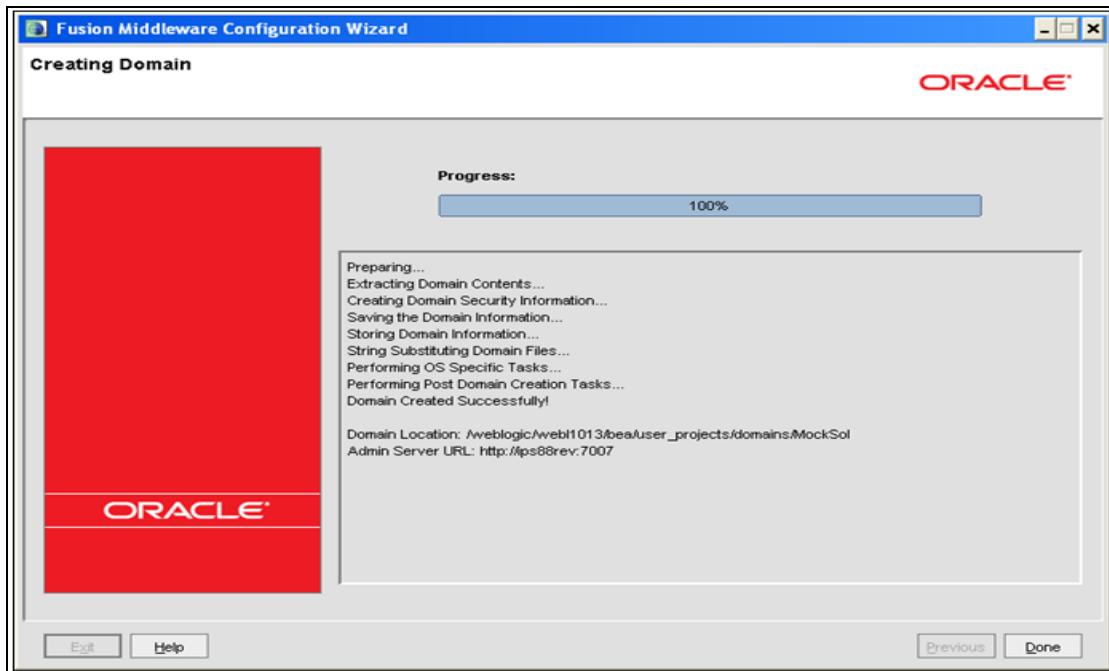 Fusion Middleware Configuration Wizard
Creating Domain
ORACLE
Progress:
100%
Preparing...
Extracting Domain Contents...
Creating Domain Security Information...
Saving the Domain Information...
Storing Domain Information...
String Substituting Domain Files...
Performing OS Specific Tasks...
Performing Post Domain Creation Tasks...
Domain Created Successfully!
Domain Location: /weblogic/webl1013/bea/user_projects/domains/MockSol
Admin Server URL: http://lps88rev:7007
ORACLE
Exit Help Previous Done